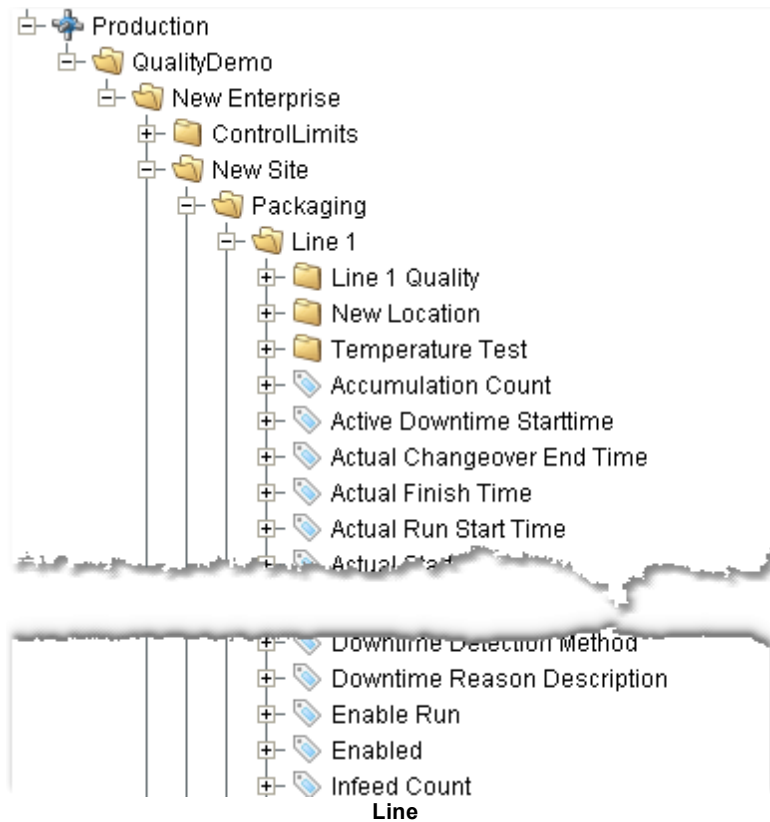 Production
QualityDemo
New Enterprise
ControlLimits
New Site
Packaging
Line 1
Line 1 Quality
New Location
Temperature Test
Accumulation Count
Active Downtime Starttime
Actual Changeover End Time
Actual Finish Time
Actual Run Start Time
Actual
Downtime Detection Method
Downtime Reason Description
Enable Run
Enabled
Infeed Count
Line